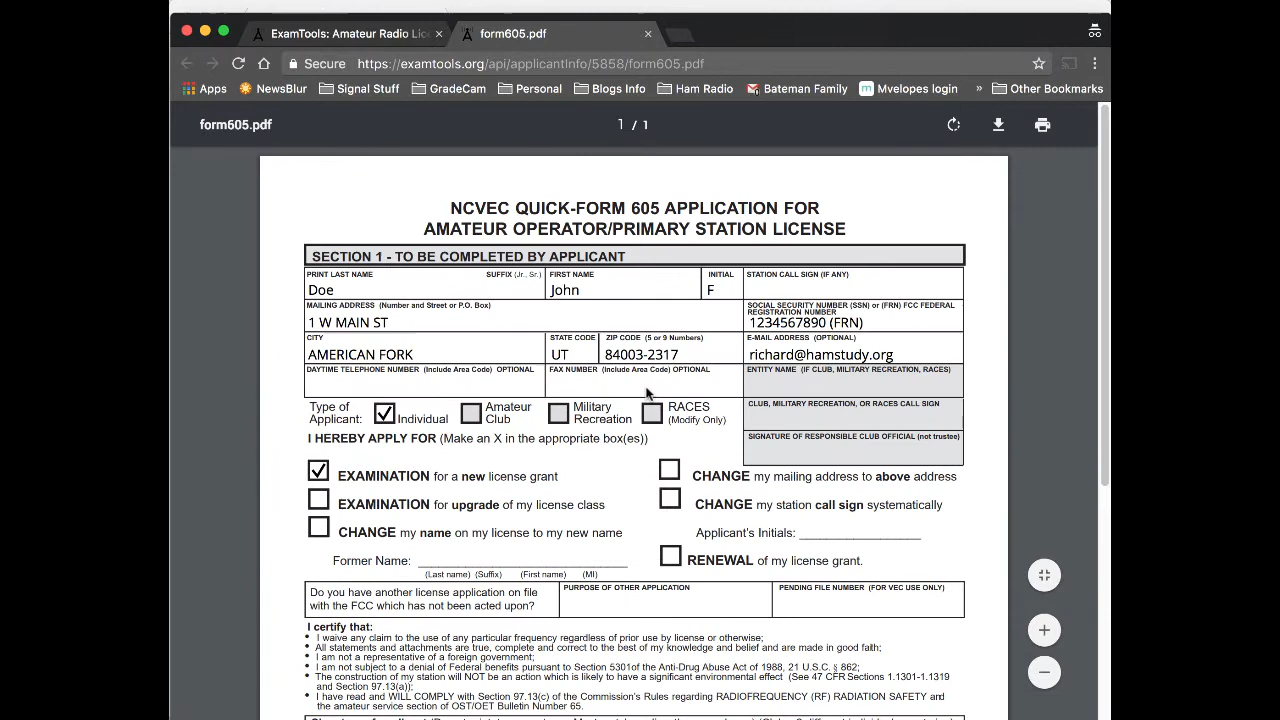 ExamTools: Amateur Radio Lic
form605.pdf
Secure https://examtools.org/api/applicantInfo/5858/form605.pdf
Apps NewsBlur Signal Stuff GradeCam Personal Blogs Info Ham Radio Bateman Family Mvelopes login » Other Bookmarks
form605.pdf 1 / 1
NCVEC QUICK-FORM 605 APPLICATION FOR
AMATEUR OPERATOR/PRIMARY STATION LICENSE
SECTION 1 - TO BE COMPLETED BY APPLICANT
PRINT LAST NAME SUFFIX (Jr., Sr.) FIRST NAME INITIAL STATION CALL SIGN (IF ANY)
Doe John F
MAILING ADDRESS (Number and Street or P.O. Box) SOCIAL SECURITY NUMBER (SSN) or (FRN) FCC FEDERAL
REGISTRATION NUMBER
1 W MAIN ST 1234567890 (FRN)
CITY STATE CODE ZIP CODE (5 or 9 Numbers) E-MAIL ADDRESS (OPTIONAL)
AMERICAN FORK UT 84003-2317 richard@hamstudy.org
DAYTIME TELEPHONE NUMBER (Include Area Code) OPTIONAL FAX NUMBER (Include Area Code) OPTIONAL ENTITY NAME (IF CLUB, MILITARY RECREATION, RACES)
Type of
Applicant: Individual Amateur
Club Military
Recreation RACES
(Modify Only)
CLUB, MILITARY RECREATION, OR RACES CALL SIGN
SIGNATURE OF RESPONSIBLE CLUB OFFICIAL (not trustee)
I HEREBY APPLY FOR (Make an X in the appropriate box(es))
EXAMINATION for a new license grant CHANGE my mailing address to above address
EXAMINATION for upgrade of my license class CHANGE my station call sign systematically
CHANGE my name on my license to my new name Applicant's Initials:
Former Name: RENEWAL of my license grant.
(Last name) (Suffix) (First name) (MI)
Do you have another license application on file
with the FCC which has not been acted upon?
PURPOSE OF OTHER APPLICATION PENDING FILE NUMBER (FOR VEC USE ONLY)
I certify that:
• I waive any claim to the use of any particular frequency regardless of prior use by license or otherwise;
• All statements and attachments are true, complete and correct to the best of my knowledge and belief and are made in good faith;
• I am not a representative of a foreign government;
• I am not subject to a denial of Federal benefits pursuant to Section 5301of the Anti-Drug Abuse Act of 1988, 21 U.S.C. § 862;
• The construction of my station will NOT be an action which is likely to have a significant environmental effect (See 47 CFR Sections 1.1301-1.1319
and Section 97.13(a));
• I have read and WILL COMPLY with Section 97.13(c) of the Commission's Rules regarding RADIOFREQUENCY (RF) RADIATION SAFETY and
the amateur service section of OST/OET Bulletin Number 65.